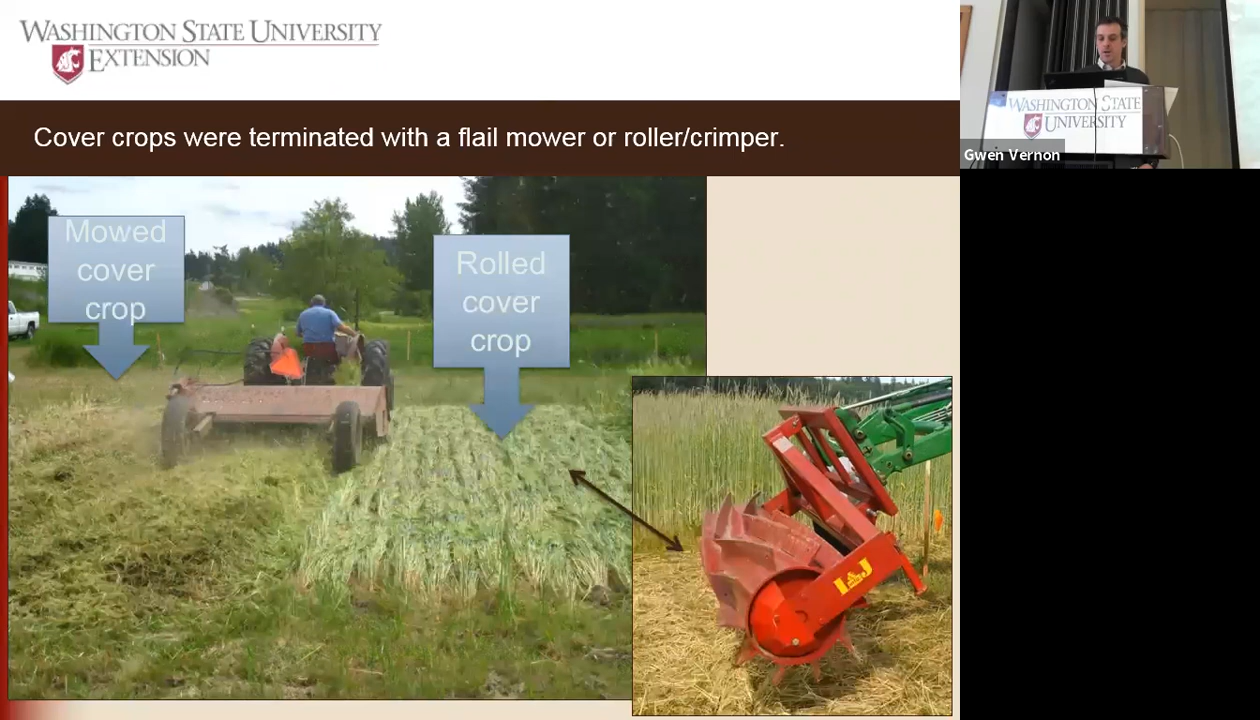 WASHINGTON STATE UNIVERSITY
EXTENSION
Cover crops were terminated with a flail mower or roller/crimper.
Mowed
cover
crop
Rolled
cover
crop
I&J
WASHINGTON STATE
UNIVERSITY
Gwen Vernon